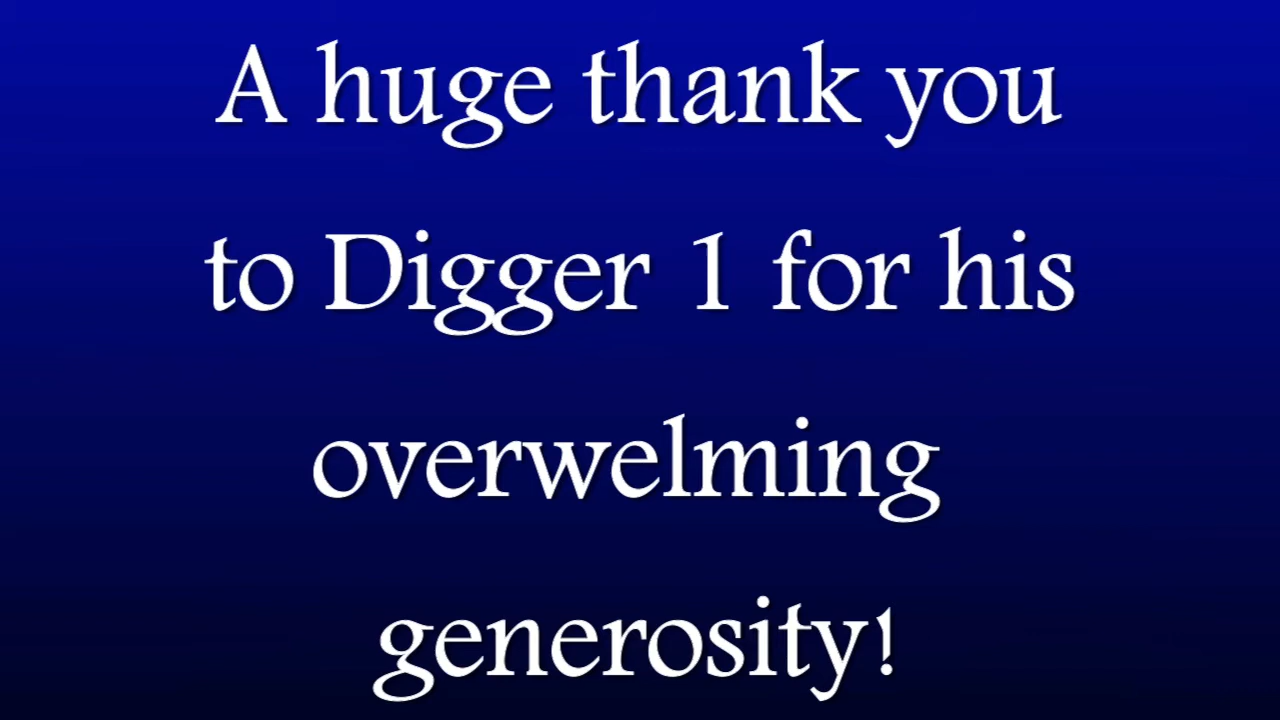 A huge thank you
to Digger 1 for his
overwelming
generosity!